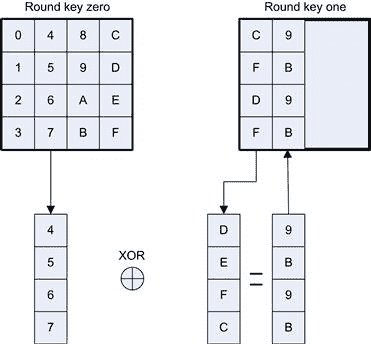 Round key zero
0 4 8 C
1 5 9 D
2 6 A E
3 7 B F
Round key one
C 9
F B
D 9
F B
4
5
6
7
XOR
D
E
F
C
=
9
B
9
B